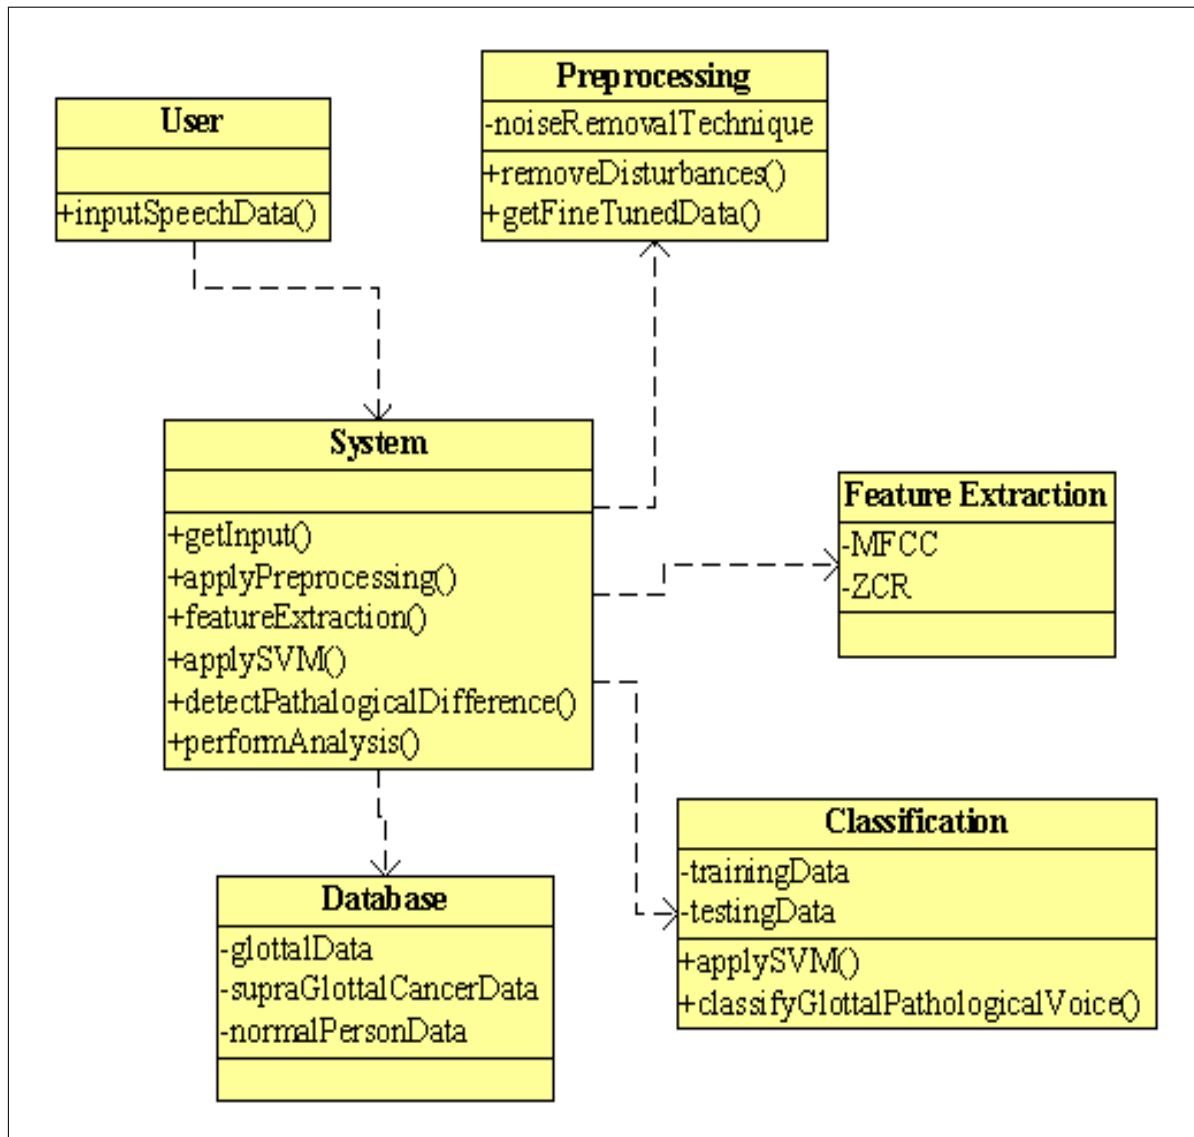 Preprocessing
-noiseRemovalTechnique
+removeDisturbances()
+getFineTunedData()
User
+inputSpeechData()
System
+getInput()
+applyPreprocessing()
+featureExtraction()
+applySVM()
+detectPathalogicalDifference()
+performAnalysis()
Feature Extraction
-MFCC
-ZCR
Classification
-trainingData
-testingData
+applySVM()
+classifyGlottalPathologicalVoice()
Database
-glottalData
-supraGlottalCancerData
-normalPersonData